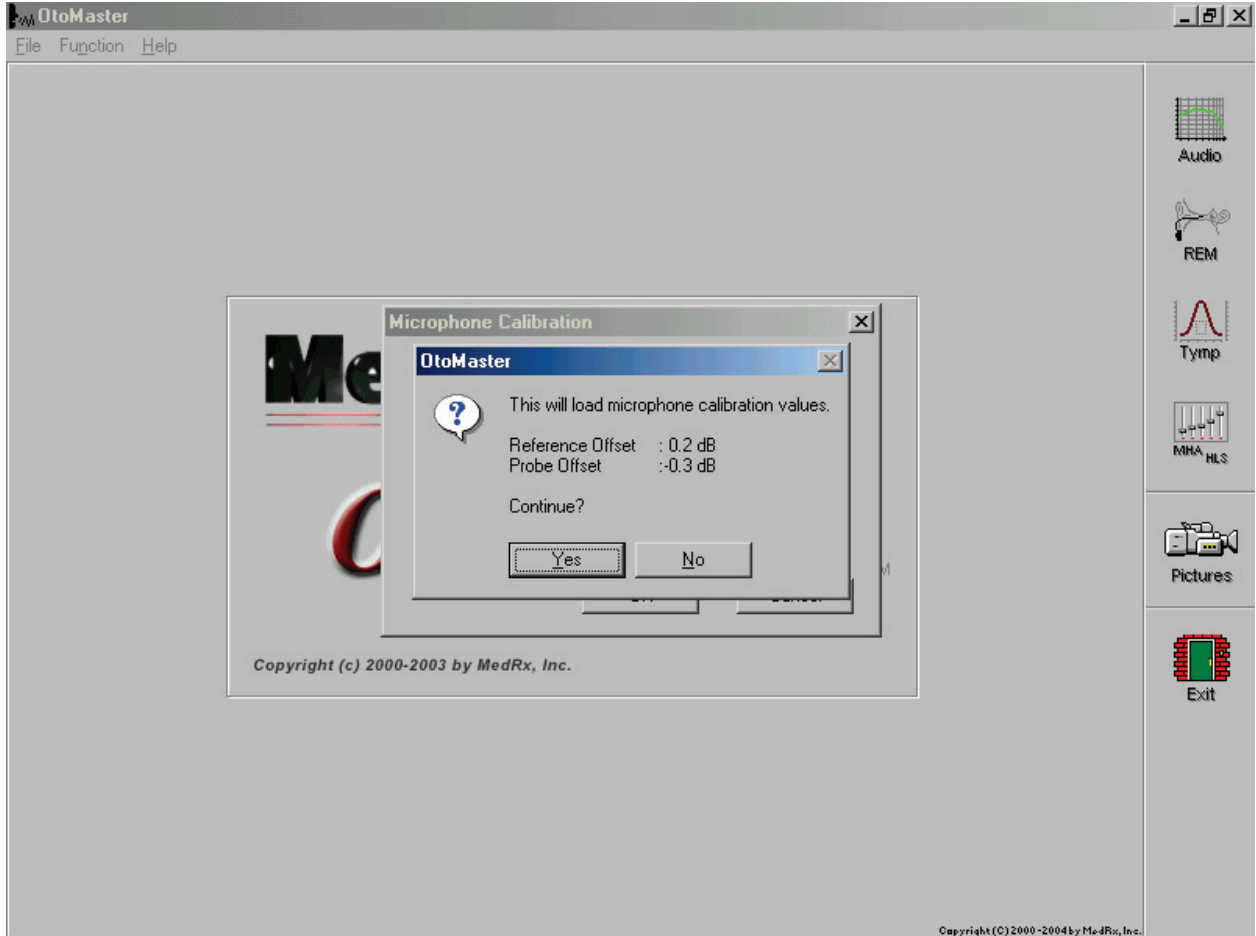 OtoMaster
File Function Help
Audio
REM
Tymp
MHA HLS
Pictures
Exit
Me
Microphone Calibration
OtoMaster
This will load microphone calibration values.
Reference Offset : 0.2 dB
Probe Offset :-0.3 dB
Continue?
Yes No
Copyright (c) 2000-2003 by MedRx, Inc.
Copyright (C) 2000-2004 by MedRx, Inc.